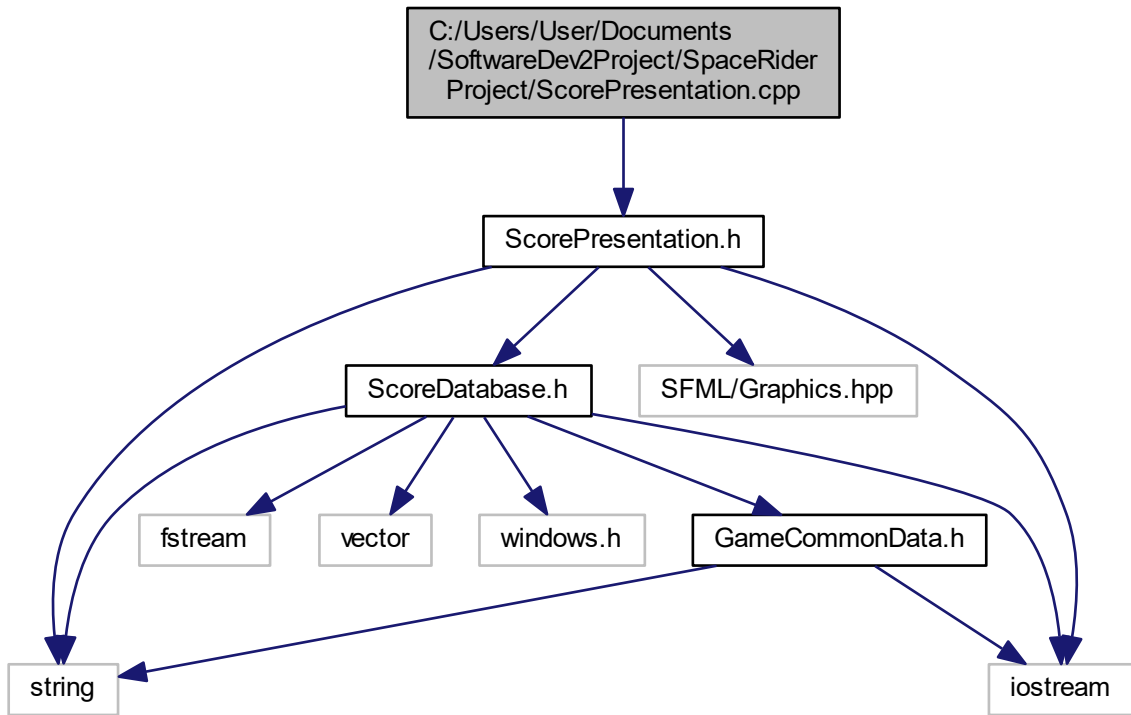 C:/Users/User/Documents
/SoftwareDev2Project/SpaceRider
Project/ScorePresentation.cpp
ScorePresentation.h
ScoreDatabase.h
SFML/Graphics.hpp
fstream
vector
windows.h
GameCommonData.h
string
iostream